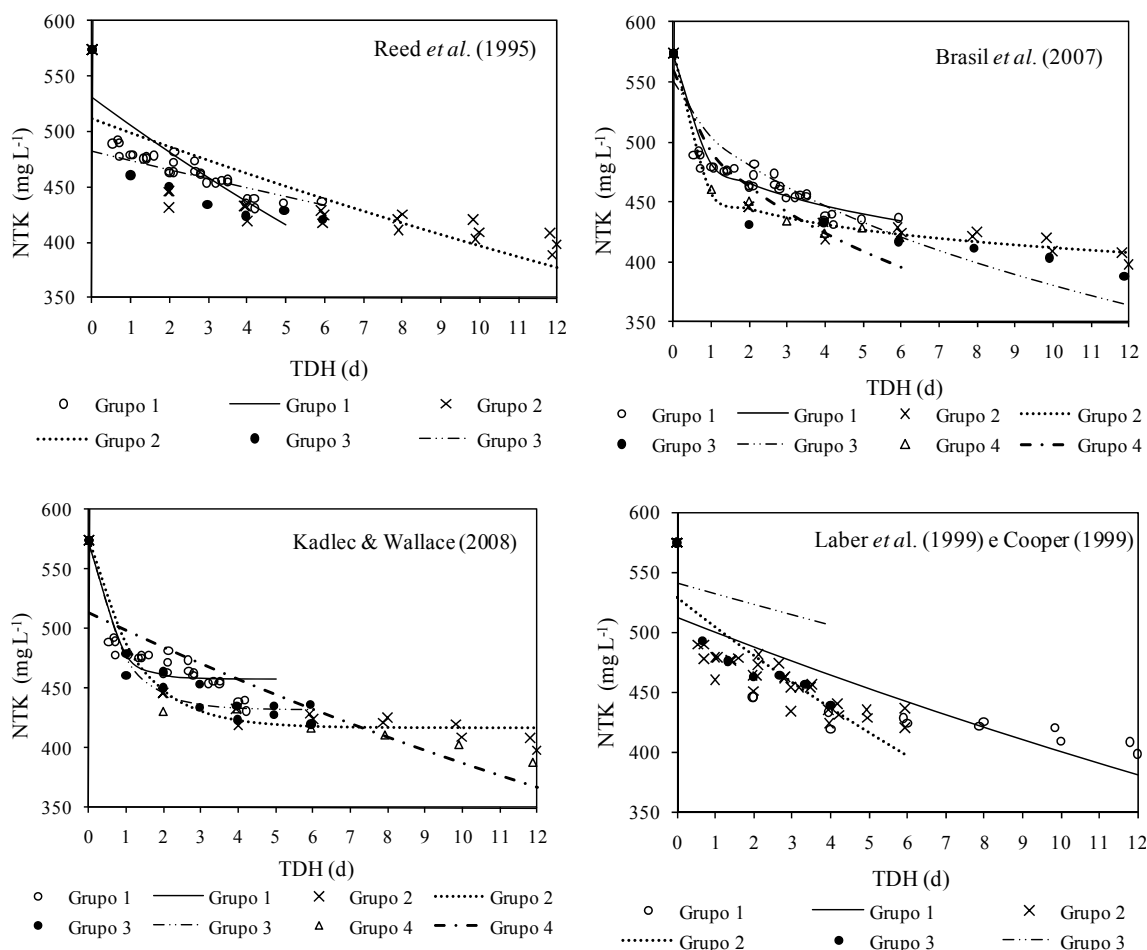 Reed et al. (1995)
NTK (mg L-1)
600
550
500
450
400
350
0 1 2 3 4 5 6 7 8 9 10 11 12
TDH (d)
Grupo 1 Grupo 1 Grupo 2
Grupo 2 Grupo 3 Grupo 3
Brasil et al. (2007)
NTK (mg L-1)
600
550
500
450
400
350
0 1 2 3 4 5 6 7 8 9 10 11 12
TDH (d)
Grupo 1 Grupo 1 Grupo 2 Grupo 2
Grupo 3 Grupo 3 Grupo 4 Grupo 4
Kadlec & Wallace (2008)
NTK (mg L-1)
600
550
500
450
400
350
0 1 2 3 4 5 6 7 8 9 10 11 12
TDH (d)
Grupo 1 Grupo 1 Grupo 2 Grupo 2
Grupo 3 Grupo 3 Grupo 4 Grupo 4
Laber et al. (1999) e Cooper (1999)
NTK (mg L-1)
600
550
500
450
400
350
0 1 2 3 4 5 6 7 8 9 10 11 12
TDH (d)
Grupo 1 Grupo 1 Grupo 2
Grupo 2 Grupo 3 Grupo 3